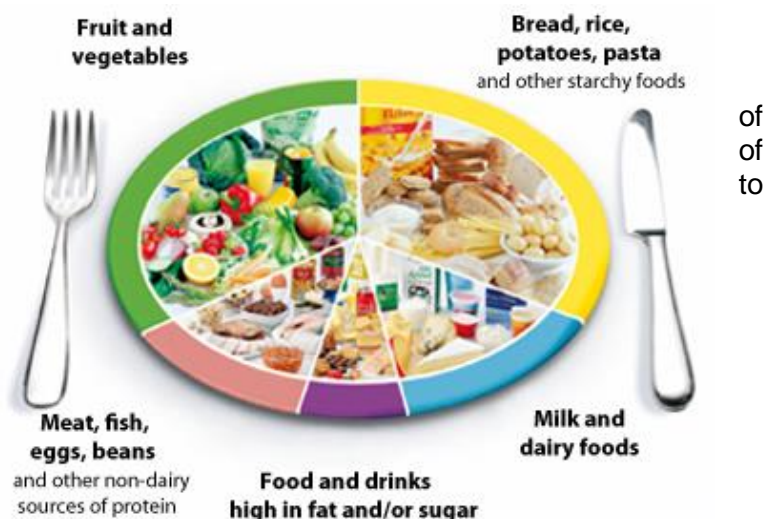 Fruit and
vegetables
Bread, rice,
potatoes, pasta
and other starchy foods
of
of
to
Meat, fish,
eggs, beans
and other non-dairy
sources of protein
Food and drinks
high in fat and/or sugar
Milk and
dairy foods